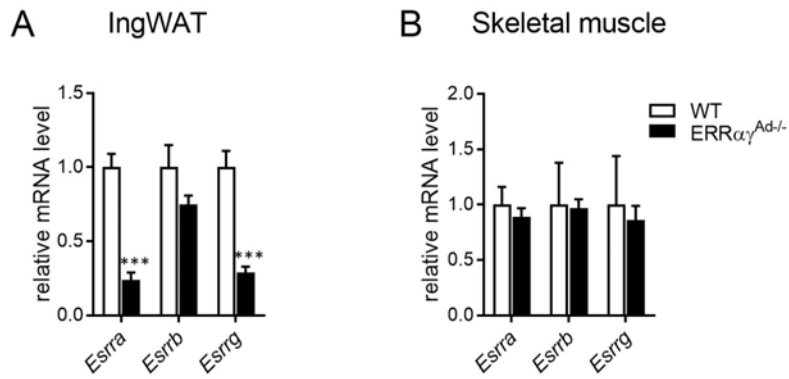 A
IngWAT
relative mRNA level
1.5
1.0
0.5
0.0
***
***
Esrra
Esrrb
Esrrg
B
Skeletal muscle
relative mRNA level
2.0
1.5
1.0
0.5
0.0
Esrra
Esrrb
Esrrg
WT
ERRαγAd-/-